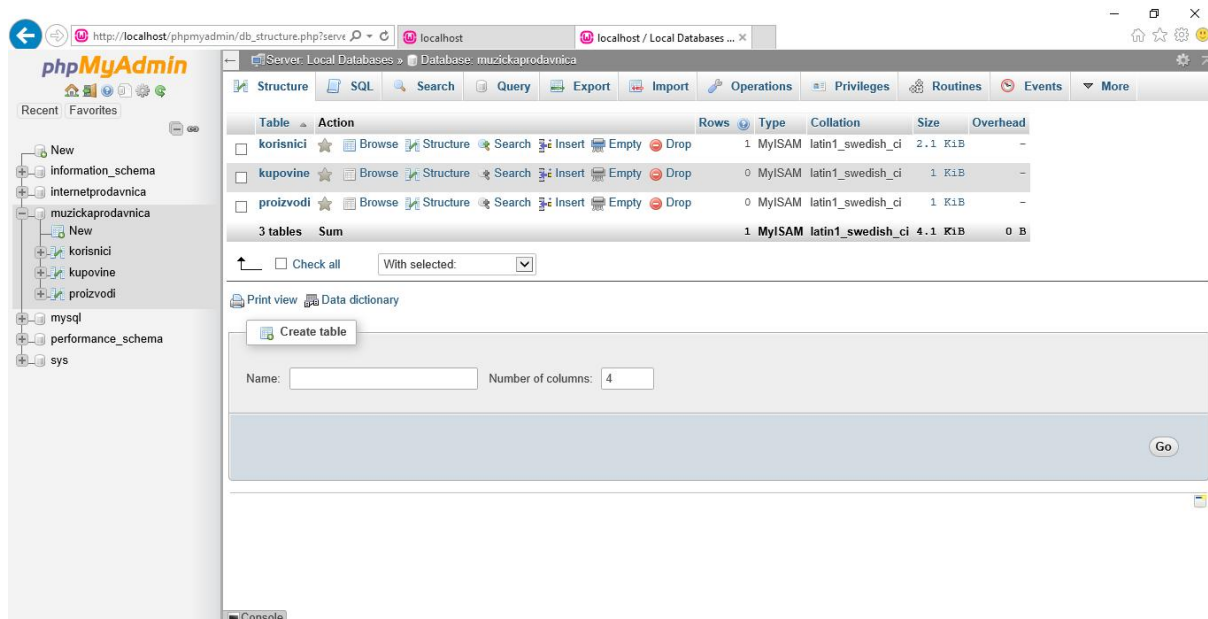 http://localhost/phpmyadmin/db_structure.php?serve
localhost
localhost / Local Databases ...
phpMyAdmin
Recent Favorites
New
information_schema
internetprodavnica
muzickaprodavnica
New
korisnici
kupovine
proizvodi
mysql
performance_schema
sys
Server: Local Databases » Database: muzickaprodavnica
Structure SQL Search Query Export Import Operations Privileges Routines Events More
Table Action Rows Type Collation Size Overhead
korisnici Browse Structure Search Insert Empty Drop 1 MyISAM latin1_swedish_ci 2.1 KiB –
kupovine Browse Structure Search Insert Empty Drop 0 MyISAM latin1_swedish_ci 1 KiB –
proizvodi Browse Structure Search Insert Empty Drop 0 MyISAM latin1_swedish_ci 1 KiB –
3 tables Sum 1 MyISAM latin1_swedish_ci 4.1 KiB 0 B
Check all With selected:
Print view Data dictionary
Create table
Name: Number of columns: 4
Go
Console